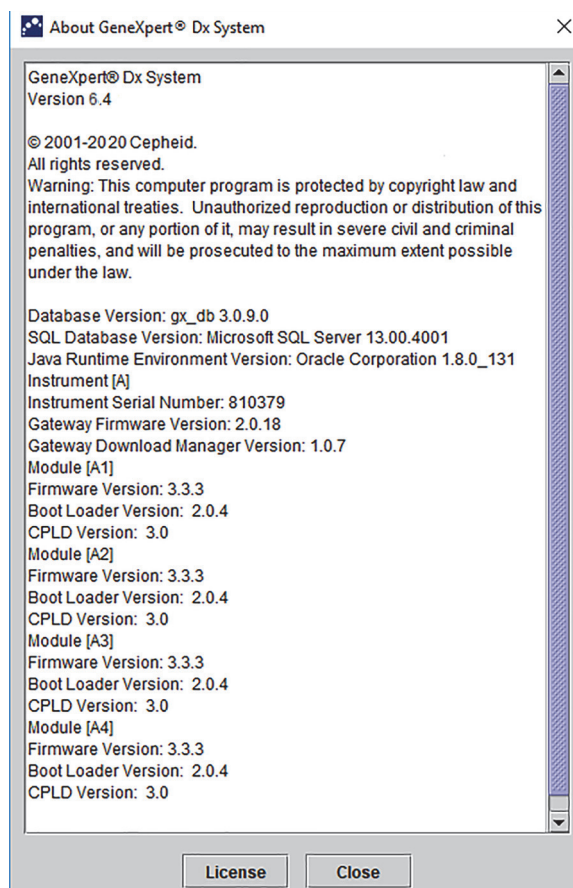 About GeneXpert® Dx System
GeneXpert® Dx System
Version 6.4
© 2001-2020 Cepheid.
All rights reserved.
Warning: This computer program is protected by copyright law and
international treaties.  Unauthorized reproduction or distribution of this
program, or any portion of it, may result in severe civil and criminal
penalties, and will be prosecuted to the maximum extent possible
under the law.
Database Version: gx_db 3.0.9.0
SQL Database Version: Microsoft SQL Server 13.00.4001
Java Runtime Environment Version: Oracle Corporation 1.8.0_131
Instrument [A]
Instrument Serial Number: 810379
Gateway Firmware Version: 2.0.18
Gateway Download Manager Version: 1.0.7
Module [A1]
Firmware Version: 3.3.3
Boot Loader Version:  2.0.4
CPLD Version:  3.0
Module [A2]
Firmware Version: 3.3.3
Boot Loader Version:  2.0.4
CPLD Version:  3.0
Module [A3]
Firmware Version: 3.3.3
Boot Loader Version:  2.0.4
CPLD Version:  3.0
Module [A4]
Firmware Version: 3.3.3
Boot Loader Version:  2.0.4
CPLD Version:  3.0
License Close